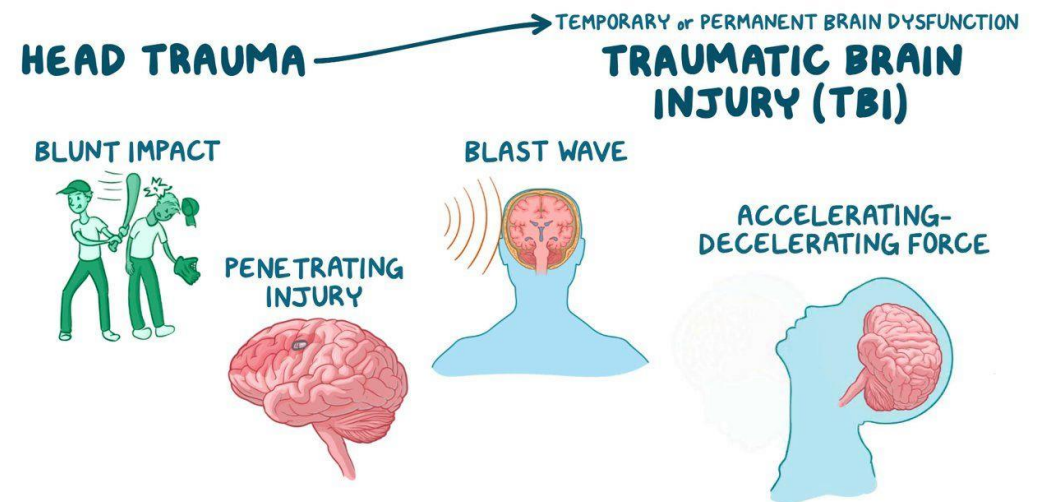 HEAD TRAUMA
TEMPORARY or PERMANENT BRAIN DYSFUNCTION
TRAUMATIC BRAIN
INJURY (TBI)
BLUNT IMPACT
PENETRATING
INJURY
BLAST WAVE
ACCELERATING-
DECELERATING FORCE